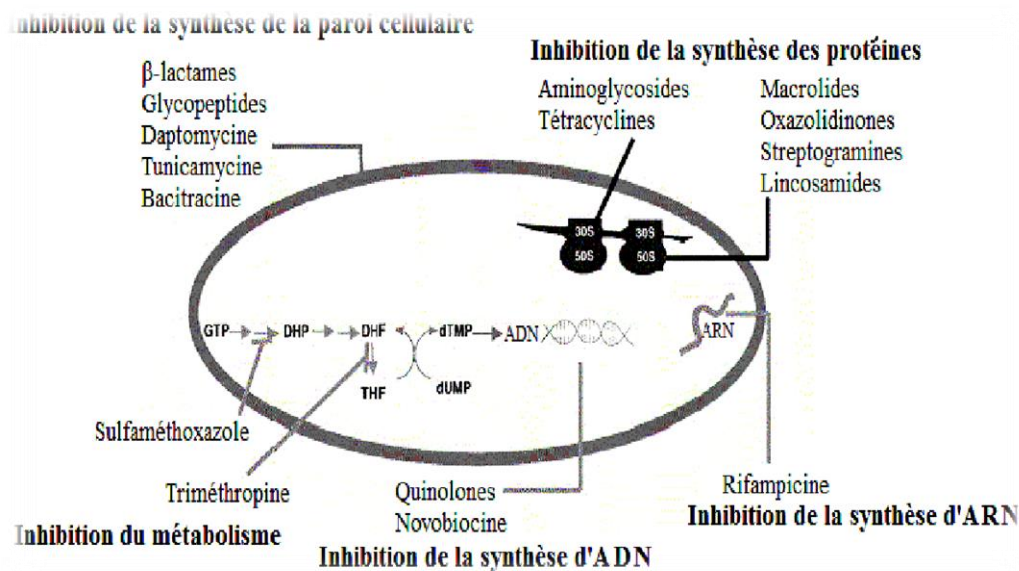 Inhibition de la synthèse de la paroi cellulaire
β-lactames
Glycopeptides
Daptomycine
Tunicamycine
Bacitracine
Inhibition de la synthèse des protéines
Aminoglycosides
Tétracyclines
Macrolides
Oxazolidinones
Streptogramines
Lincosamides
30S 30S
50S 50S
GTP DHP DHF dTMP ADN ARN
THF dUMP
Sulfaméthoxazole
Triméthropine
Inhibition du métabolisme
Quinolones
Novobiocine
Inhibition de la synthèse d'ADN
Rifampicine
Inhibition de la synthèse d'ARN